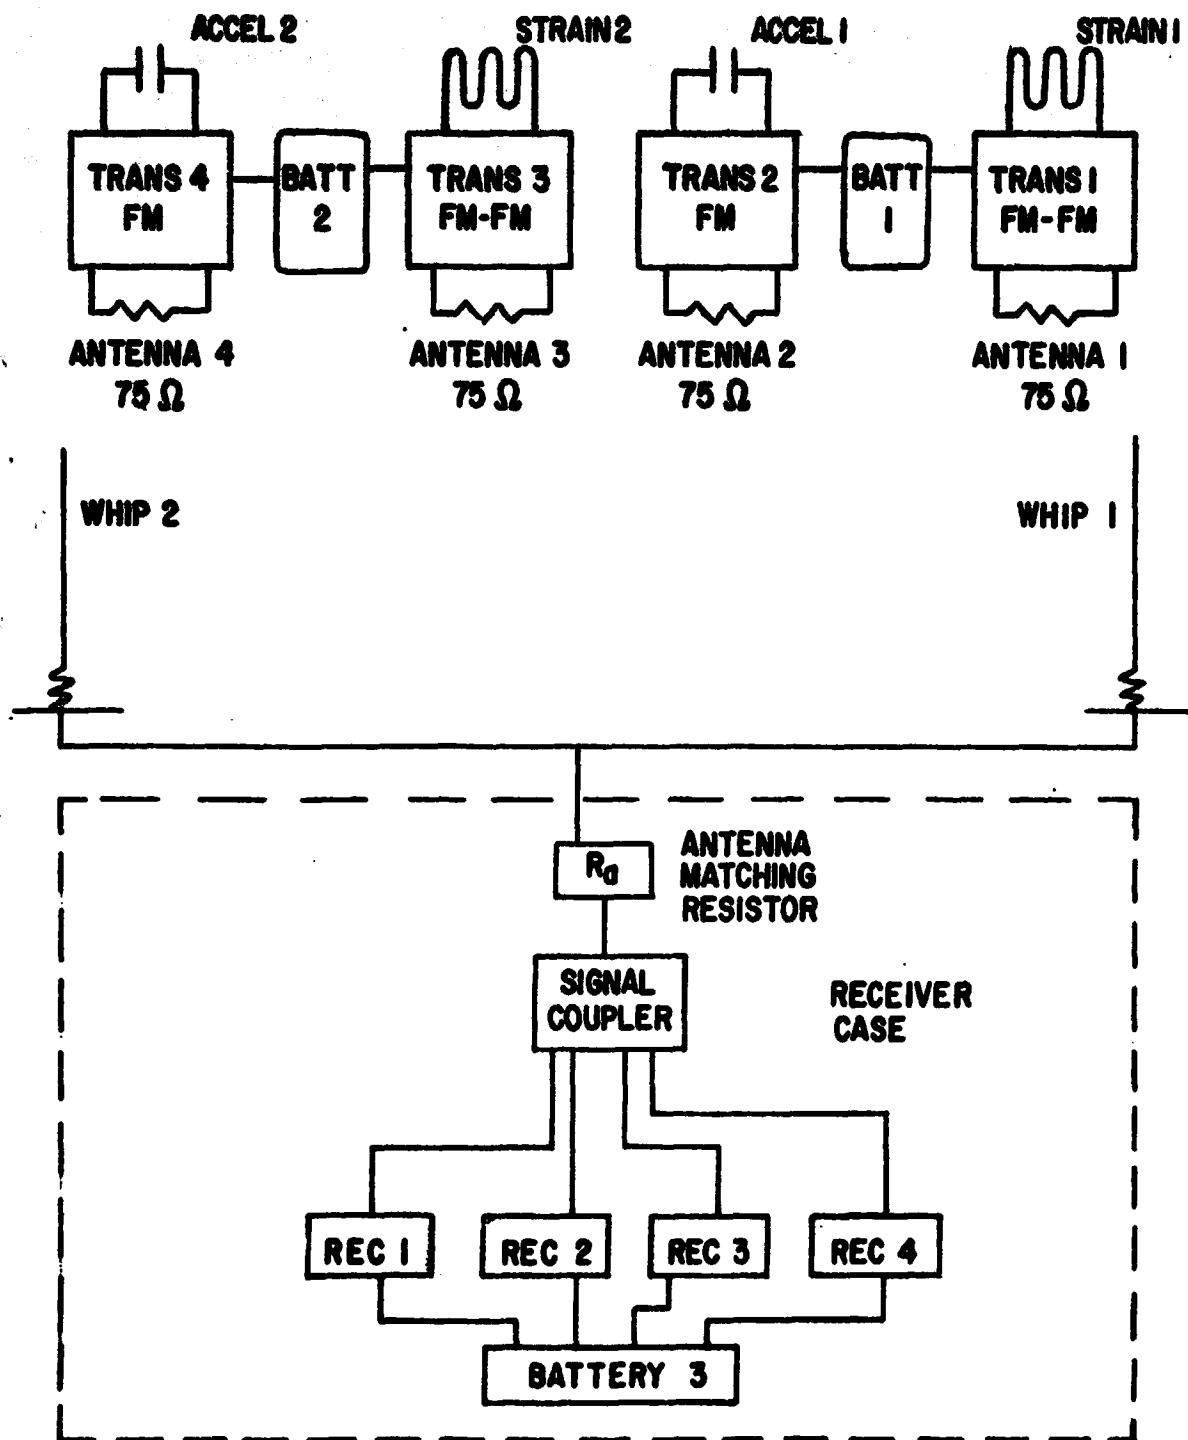 ACCEL 2
STRAIN 2
ACCEL 1
STRAIN 1
TRANS 4
FM
BATT
2
TRANS 3
FM-FM
TRANS 2
FM
BATT
1
TRANS 1
FM-FM
ANTENNA 4
75 Ω
ANTENNA 3
75 Ω
ANTENNA 2
75 Ω
ANTENNA 1
75 Ω
WHIP 2
WHIP 1
Ra
ANTENNA
MATCHING
RESISTOR
SIGNAL
COUPLER
RECEIVER
CASE
REC 1
REC 2
REC 3
REC 4
BATTERY 3